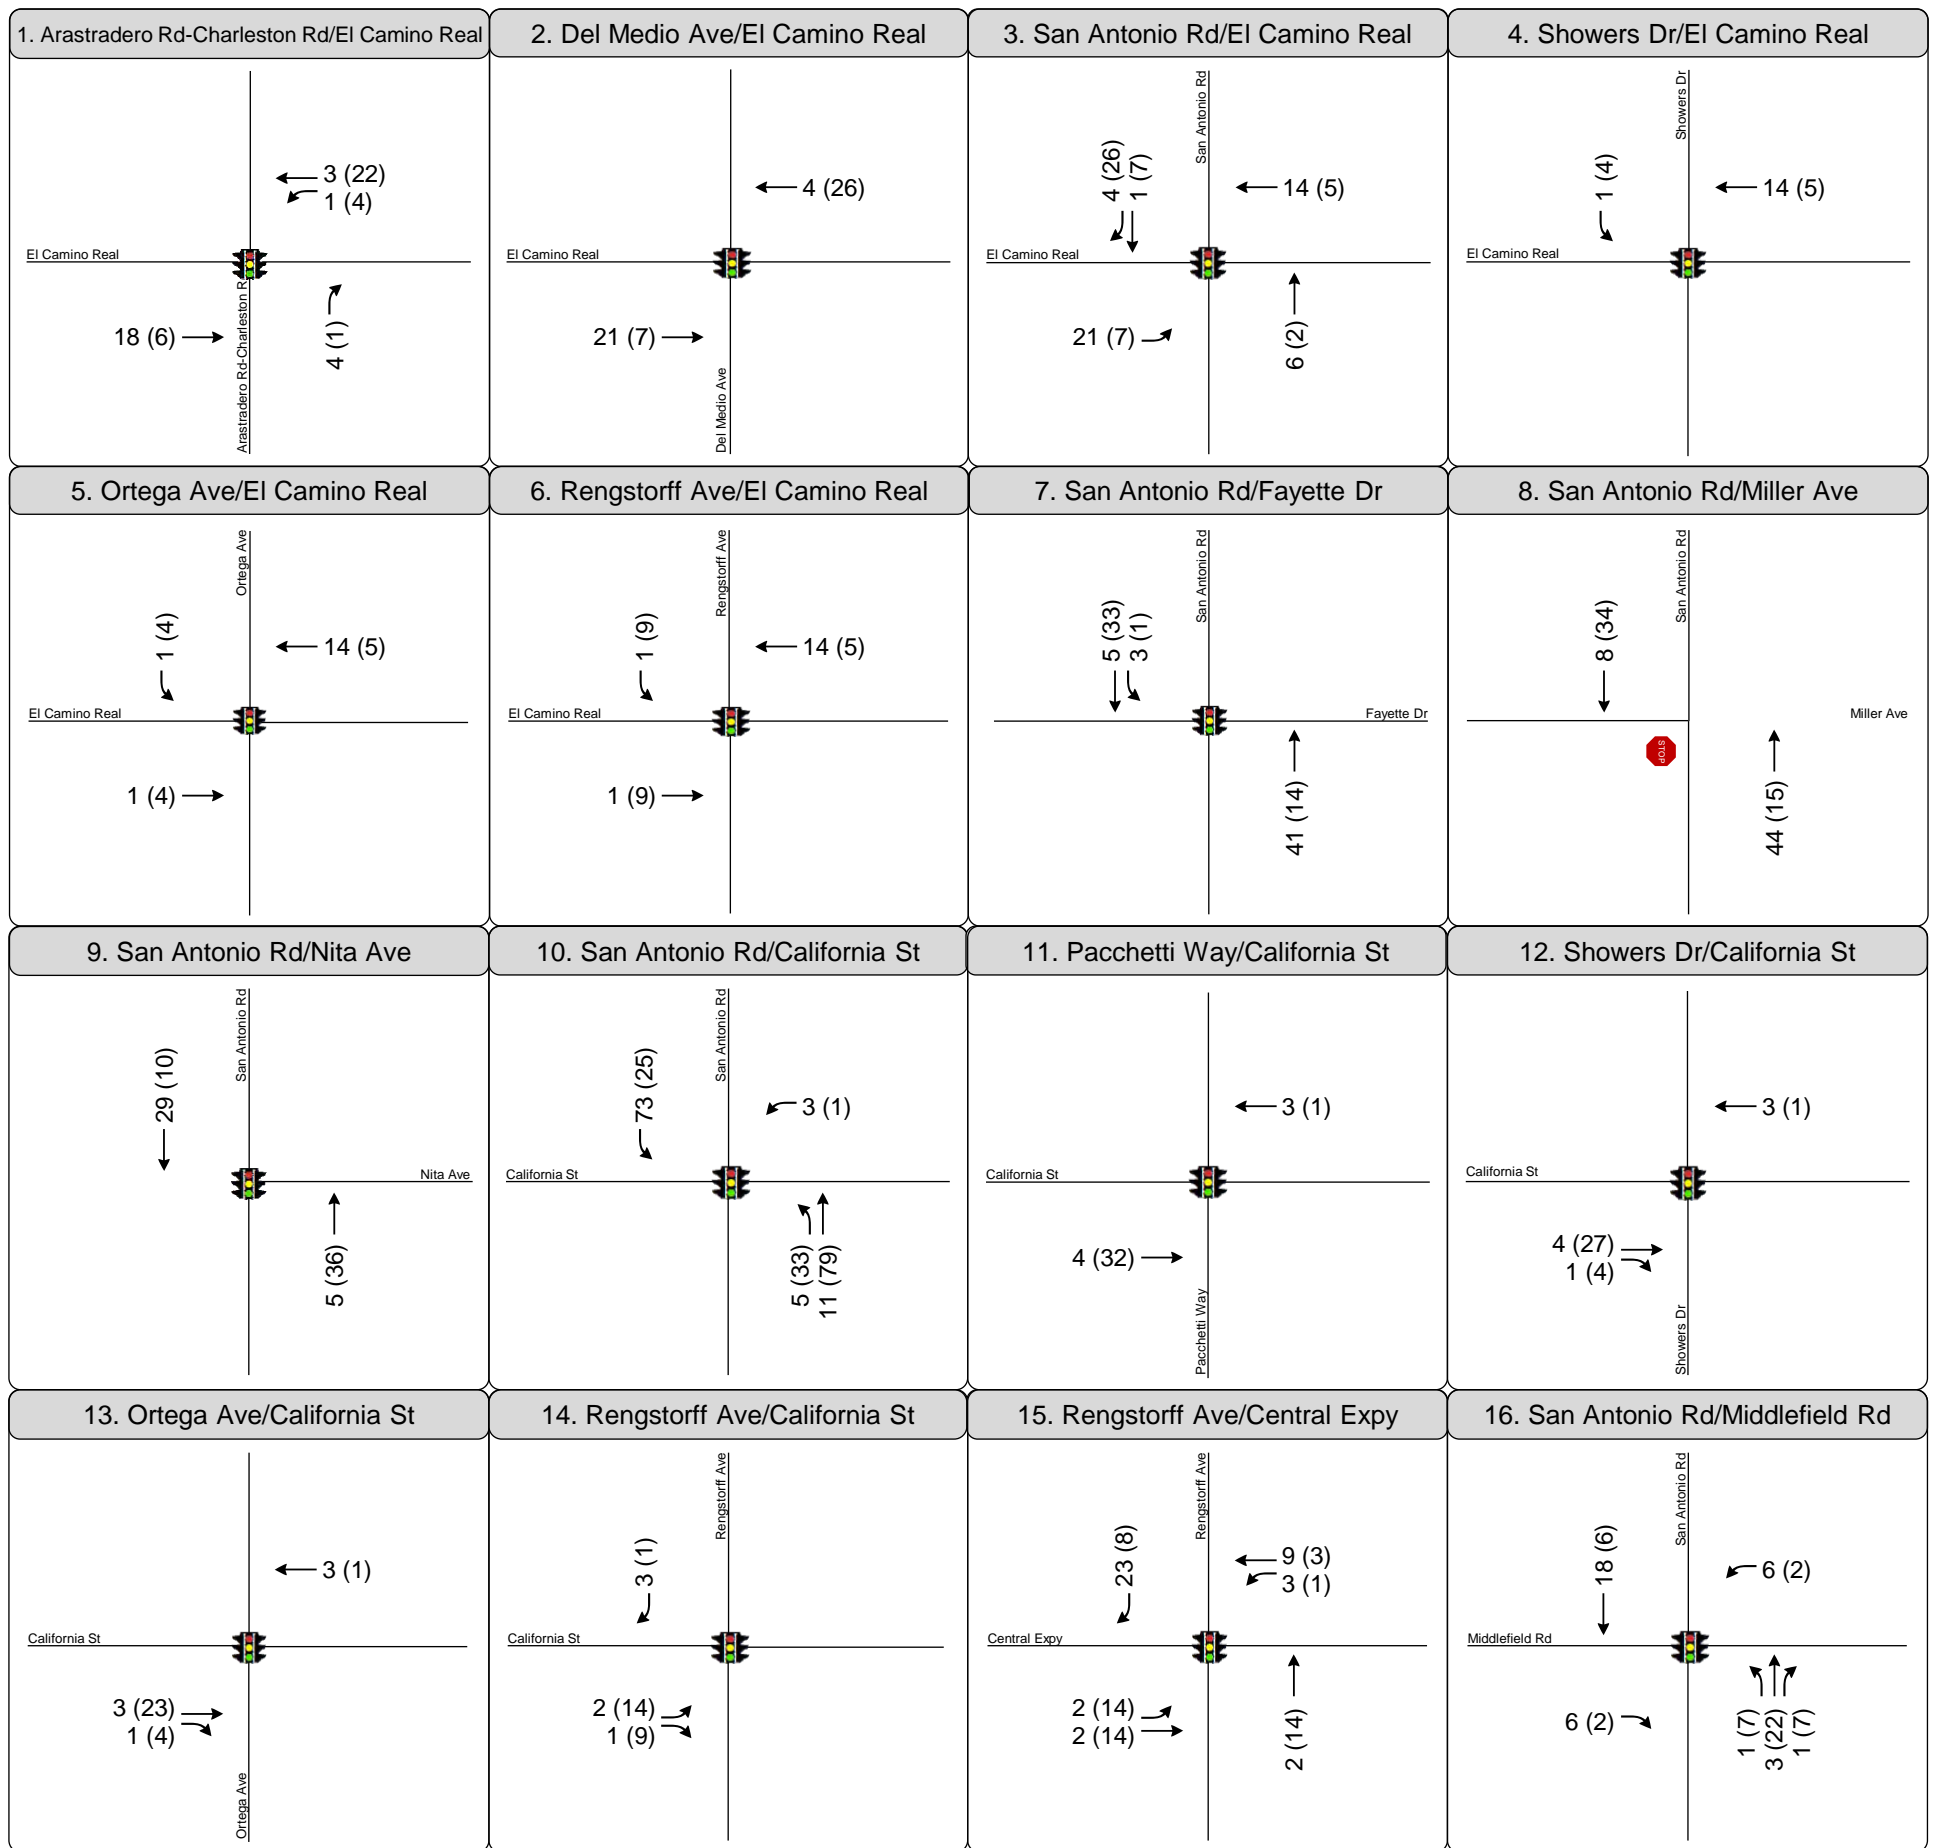 1. Arastradero Rd-Charleston Rd/El Camino Real
3 (22)
1 (4)
El Camino Real
Arastradero Rd-Charleston R
18 (6)
4 (1)
2. Del Medio Ave/El Camino Real
4 (26)
El Camino Real
21 (7)
Del Medio Ave
3. San Antonio Rd/El Camino Real
San Antonio Rd
4 (26)
1 (7)
14 (5)
El Camino Real
21 (7)
6 (2)
4. Showers Dr/El Camino Real
Showers Dr
1 (4)
14 (5)
El Camino Real
5. Ortega Ave/El Camino Real
Ortega Ave
1 (4)
14 (5)
El Camino Real
1 (4)
6. Rengstorff Ave/El Camino Real
Rengstorff Ave
1 (9)
14 (5)
El Camino Real
1 (9)
7. San Antonio Rd/Fayette Dr
San Antonio Rd
5 (33)
3 (1)
Fayette Dr
41 (14)
8. San Antonio Rd/Miller Ave
San Antonio Rd
8 (34)
Miller Ave
STOP
44 (15)
9. San Antonio Rd/Nita Ave
San Antonio Rd
29 (10)
Nita Ave
5 (36)
10. San Antonio Rd/California St
San Antonio Rd
73 (25)
3 (1)
California St
5 (33)
11 (79)
11. Pacchetti Way/California St
3 (1)
California St
4 (32)
Pacchetti Way
12. Showers Dr/California St
3 (1)
California St
4 (27)
1 (4)
Showers Dr
13. Ortega Ave/California St
3 (1)
California St
3 (23)
1 (4)
Ortega Ave
14. Rengstorff Ave/California St
Rengstorff Ave
3 (1)
California St
2 (14)
1 (9)
15. Rengstorff Ave/Central Expy
Rengstorff Ave
23 (8)
9 (3)
3 (1)
Central Expy
2 (14)
2 (14)
2 (14)
16. San Antonio Rd/Middlefield Rd
San Antonio Rd
18 (6)
6 (2)
Middlefield Rd
6 (2)
1 (7)
3 (22)
1 (7)